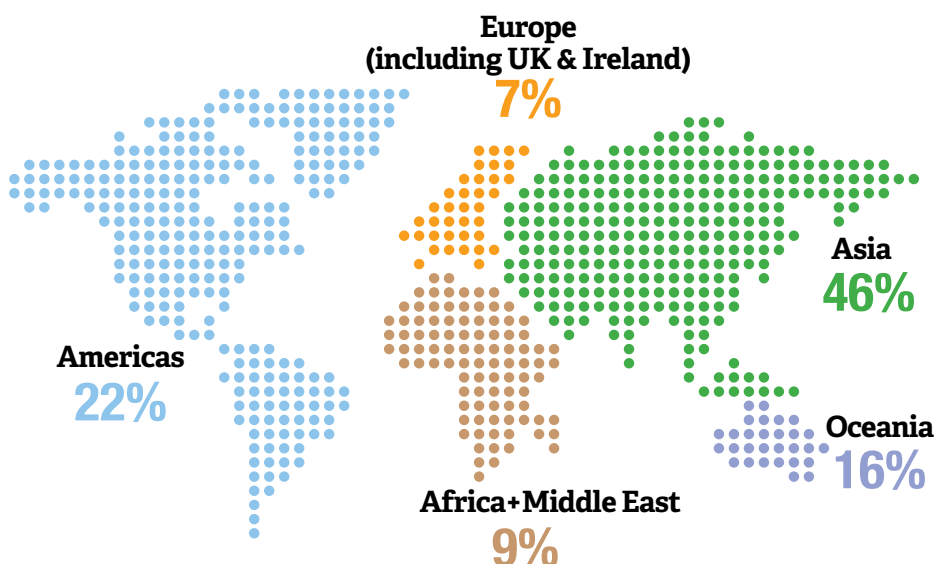 Europe
(including UK & Ireland)
7%
Asia
46%
Americas
22%
Oceania
16%
Africa+Middle East
9%